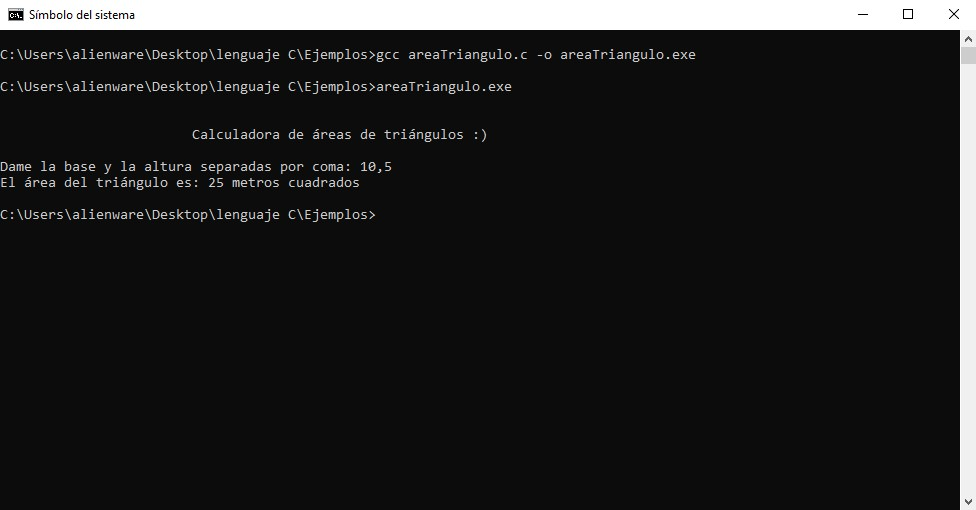 Símbolo del sistema
C:\Users\alienware\Desktop\lenguaje C\Ejemplos>gcc areaTriangulo.c -o areaTriangulo.exe
C:\Users\alienware\Desktop\lenguaje C\Ejemplos>areaTriangulo.exe
Calculadora de áreas de triángulos :)
Dame la base y la altura separadas por coma: 10,5
El área del triángulo es: 25 metros cuadrados
C:\Users\alienware\Desktop\lenguaje C\Ejemplos>